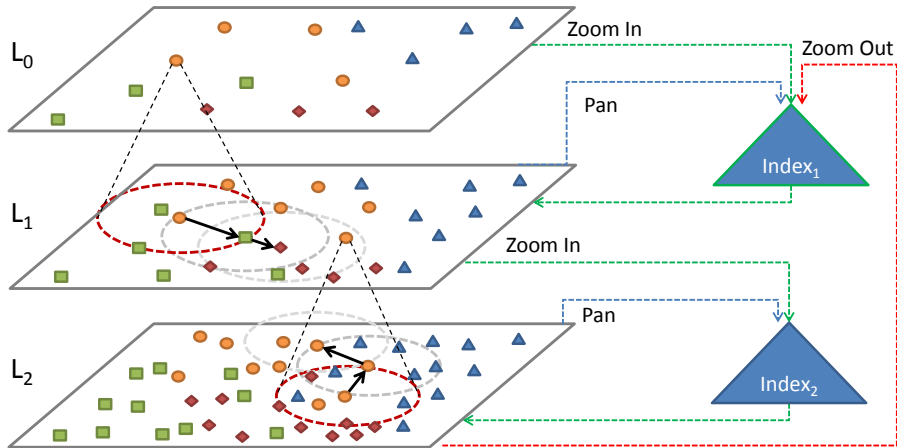 L0
Zoom In
Zoom Out
Pan
Index1
L1
Zoom In
Pan
L2
Index2